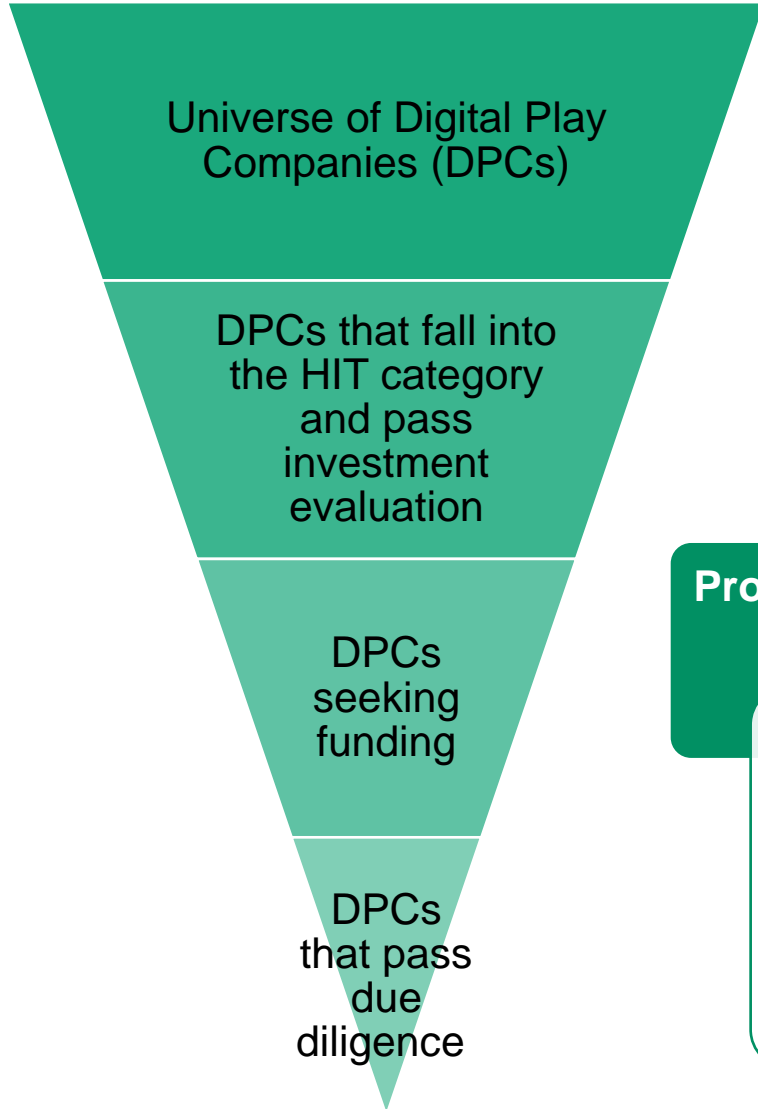 Universe of Digital Play
Companies (DPCs)
DPCs that fall into
the HIT category
and pass
investment
evaluation
DPCs
seeking
funding
DPCs
that pass
due
diligence
Pro